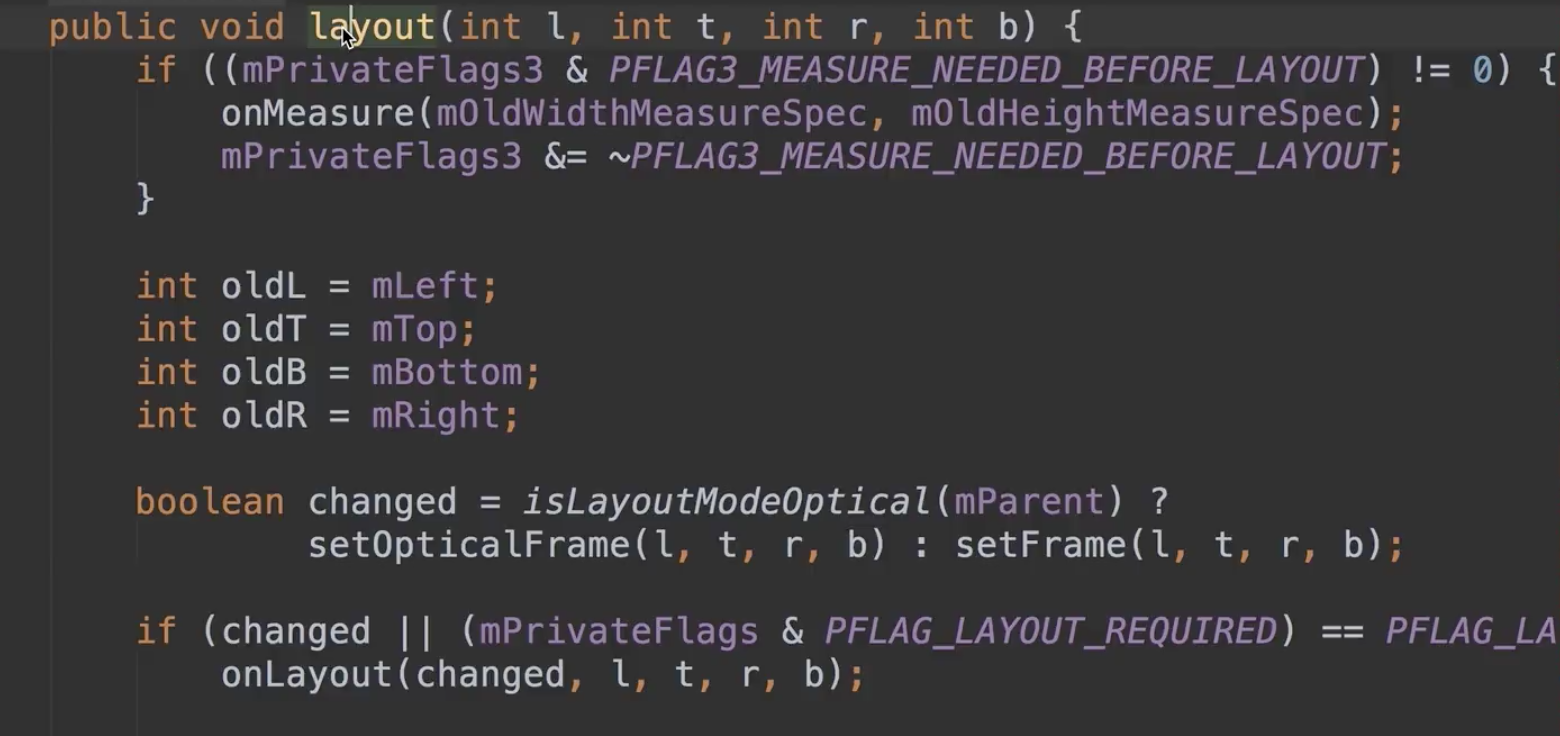 public void layout(int l, int t, int r, int b) {
if ((mPrivateFlags3 & PFLAG3_MEASURE_NEEDED_BEFORE_LAYOUT) != 0) {
onMeasure(mOldWidthMeasureSpec, mOldHeightMeasureSpec);
mPrivateFlags3 &= ~PFLAG3_MEASURE_NEEDED_BEFORE_LAYOUT;
}
int oldL = mLeft;
int oldT = mTop;
int oldB = mBottom;
int oldR = mRight;
boolean changed = isLayoutModeOptical(mParent) ?
setOpticalFrame(l, t, r, b) : setFrame(l, t, r, b);
if (changed || (mPrivateFlags & PFLAG_LAYOUT_REQUIRED) == PFLAG_LA
onLayout(changed, l, t, r, b);